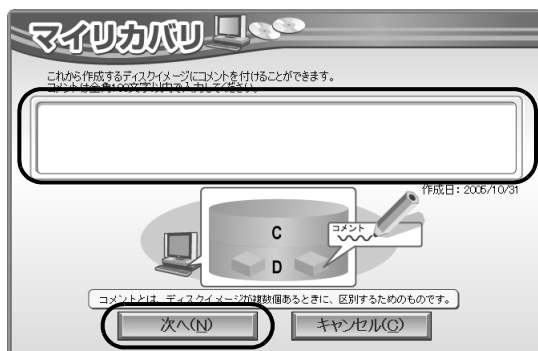 マイリカバリ
これから作成するディスクイメージにコメントを付けることができます。
コメントは全角100文字以内で入力してください。
作成日：2005/10/31
コメント
C
D
コメントとは、ディスクイメージが複数個あるときに、区別するためのものです。
次へ(N)
キャンセル(C)